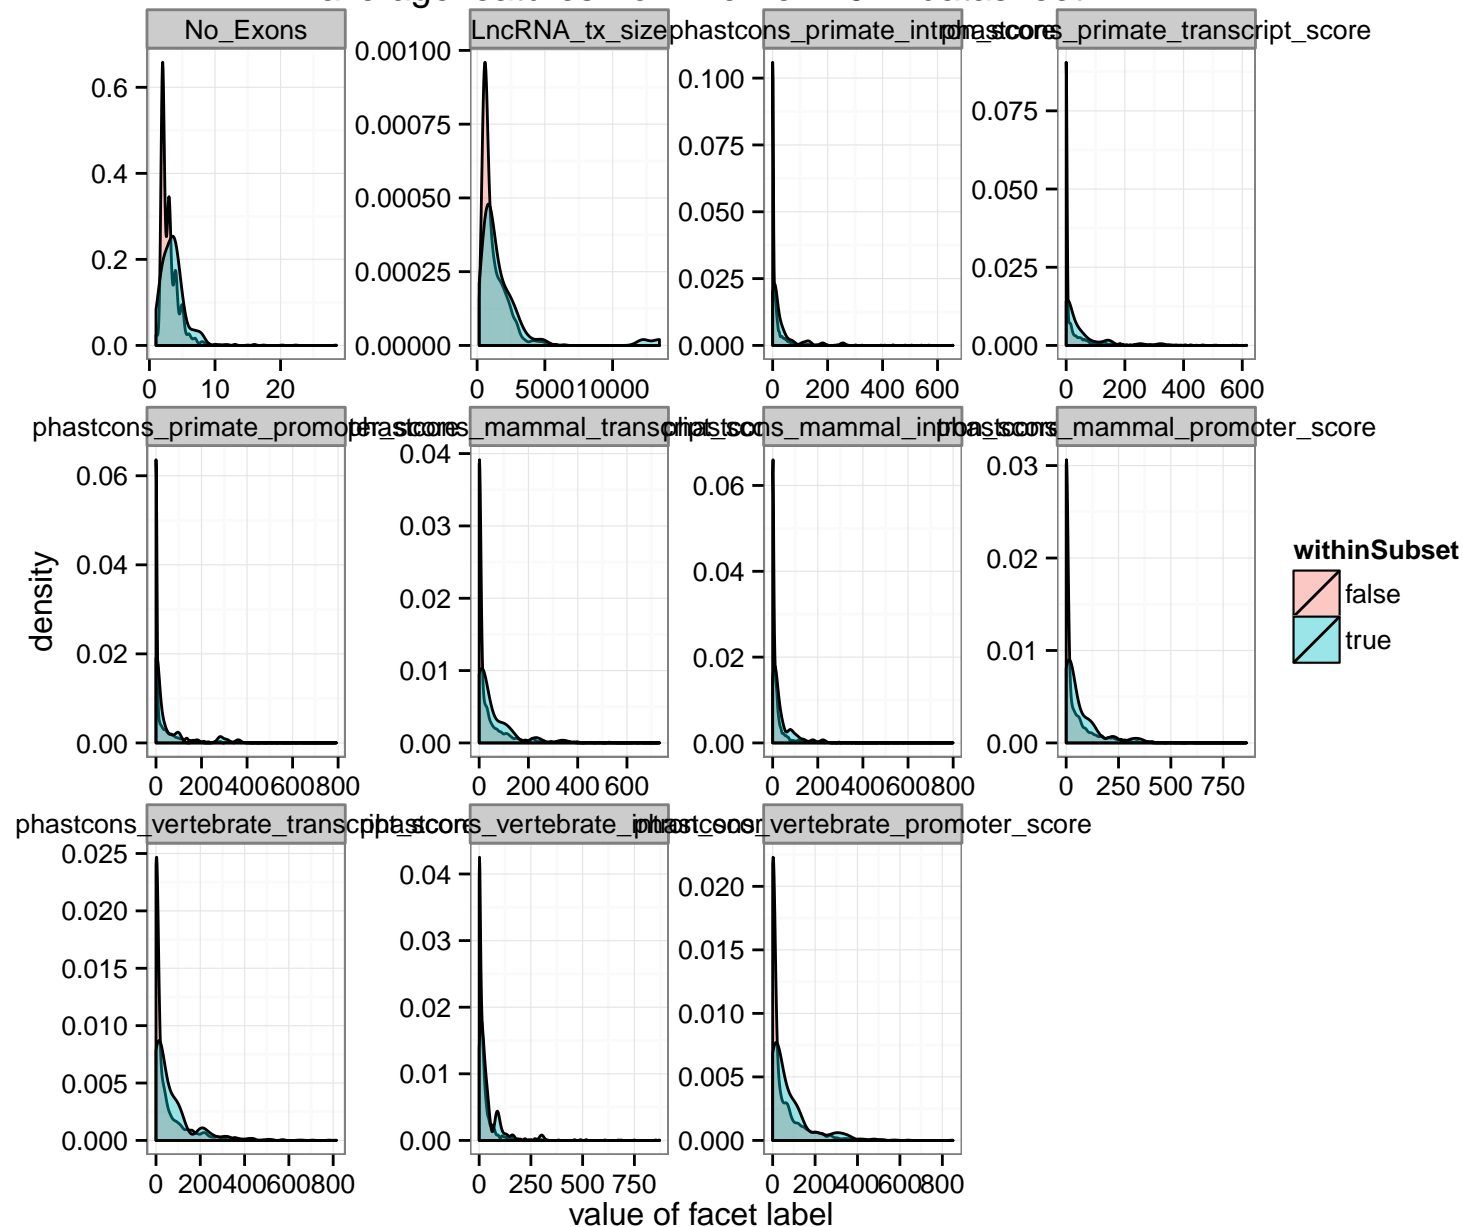 No_Exons
LncRNA_tx_size
phastcons_primate_intron_score
phastcons_primate_transcript_score
0.6
0.4
0.2
0.0
0.00100
0.00075
0.00050
0.00025
0.00000
0.100
0.075
0.050
0.025
0.000
0.075
0.050
0.025
0.000
0 10 20
0 5000 10000
0 200 400 600
0 200 400 600
phastcons_primate_promoter_score
phastcons_mammal_transcript_score
phastcons_mammal_intron_score
phastcons_mammal_promoter_score
0.06
0.04
0.02
0.00
0.04
0.03
0.02
0.01
0.00
0.06
0.04
0.02
0.00
0.03
0.02
0.01
0.00
0 200 400 600 800
0 200 400 600
0 200 400 600 800
0 250 500 750
phastcons_vertebrate_transcript_score
phastcons_vertebrate_intron_score
phastcons_vertebrate_promoter_score
0.025
0.020
0.015
0.010
0.005
0.000
0.04
0.03
0.02
0.01
0.00
0.020
0.015
0.010
0.005
0.000
0 200 400 600 800
0 250 500 750
0 200 400 600 800
density
value of facet label
withinSubset
false
true